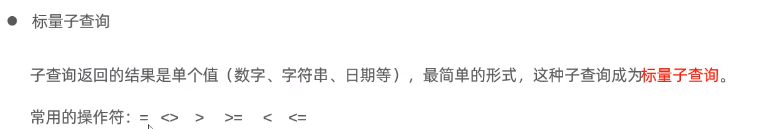 ● 标量子查询
子查询返回的结果是单个值（数字、字符串、日期等），最简单的形式，这种子查询成为标量子查询。
常用的操作符：= <> > >= < <=